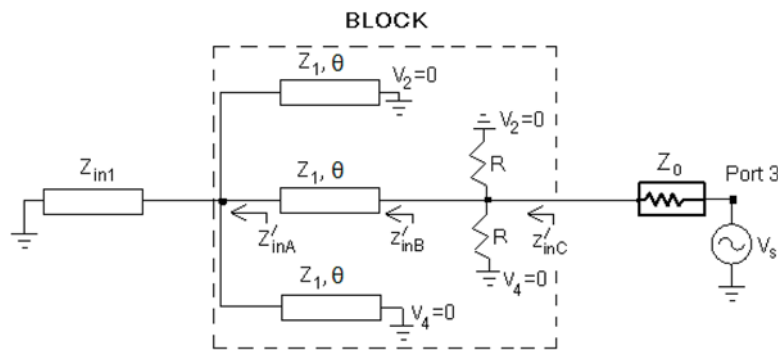 BLOCK
Z1, θ
V2=0
V2=0
Zin1
Z1, θ
R
Z0
Port 3
Z'inA
Z'inB
Z'inC
R
Vs
Z1, θ
V4=0
V4=0